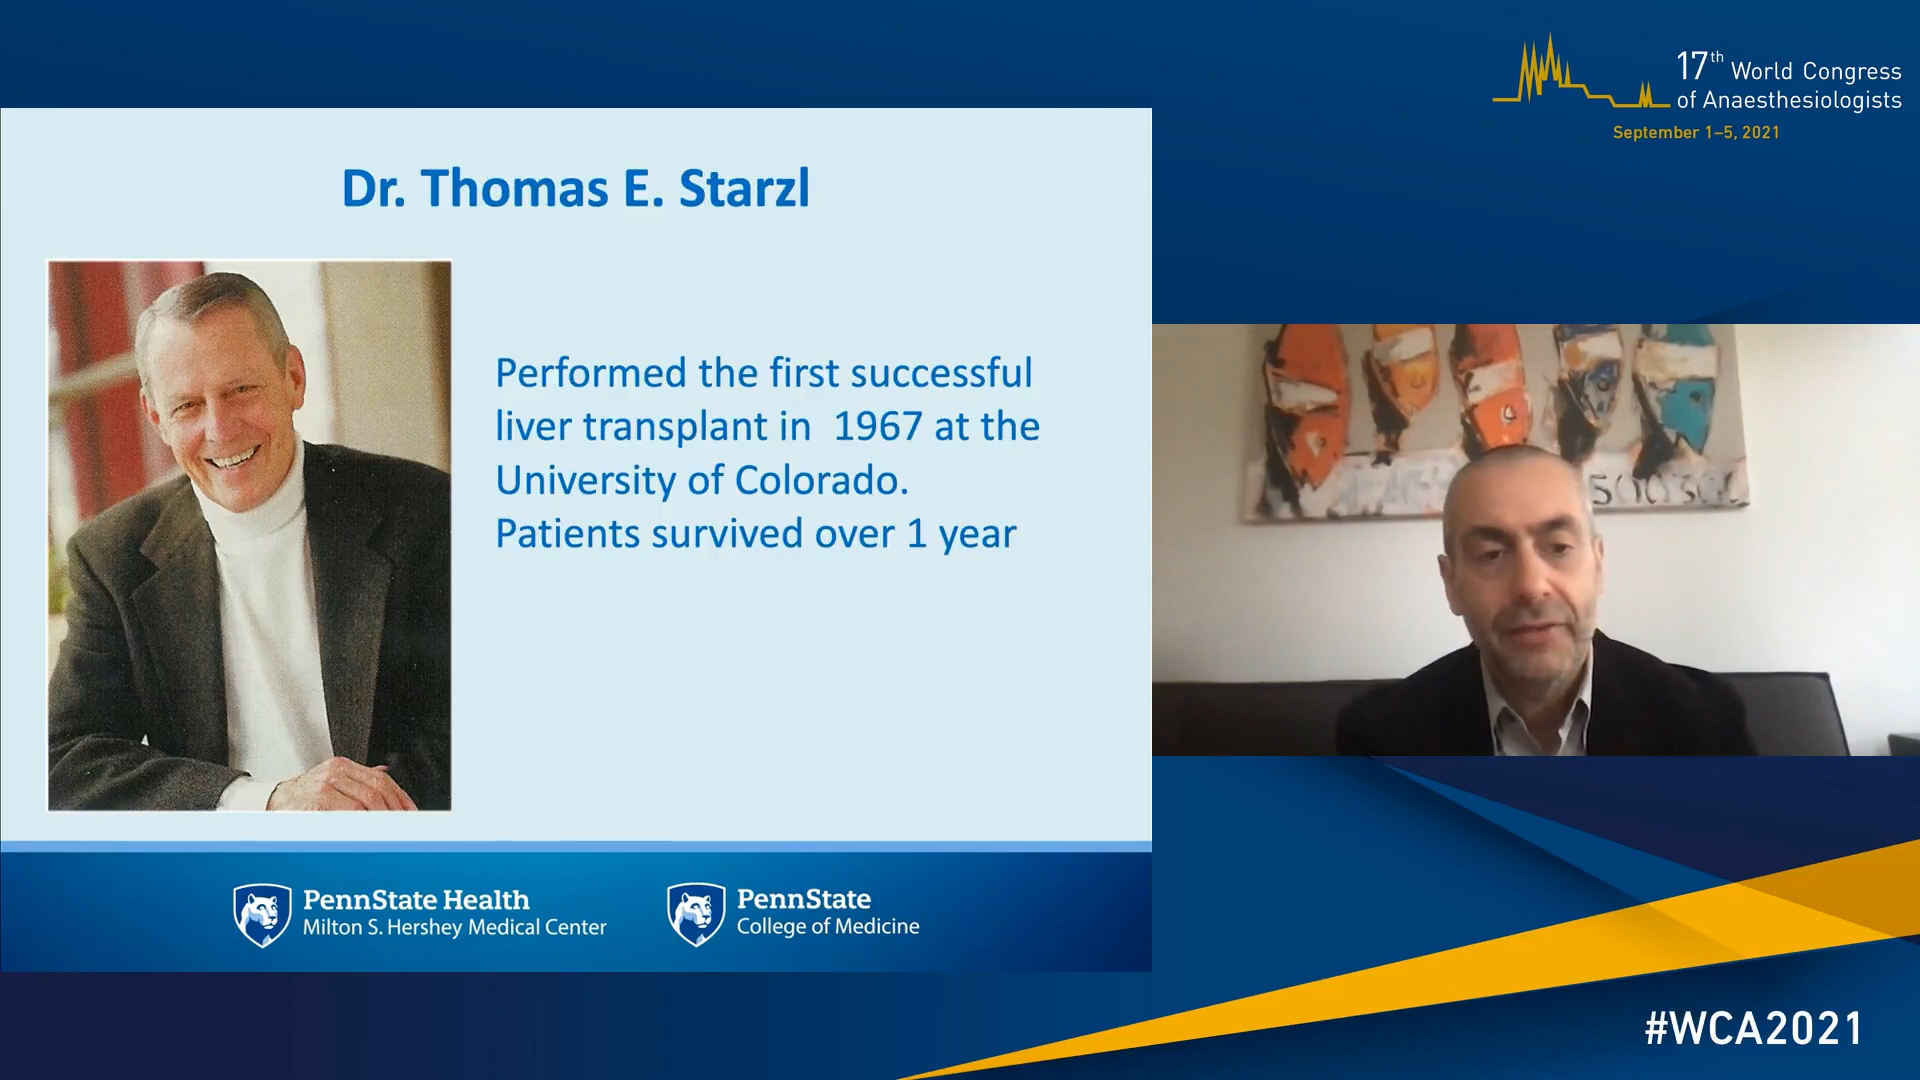 17th World Congress
of Anaesthesiologists
September 1–5, 2021
Dr. Thomas E. Starzl
Performed the first successful
liver transplant in 1967 at the
University of Colorado.
Patients survived over 1 year
PennState Health
Milton S. Hershey Medical Center
PennState
College of Medicine
#WCA2021